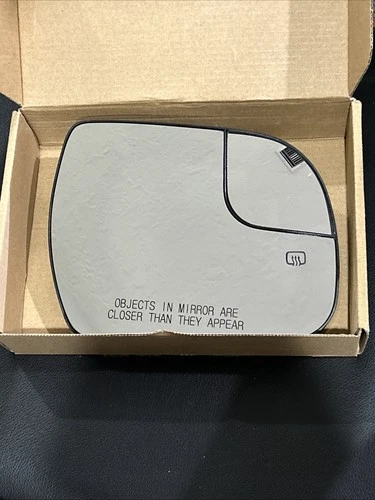 OBJECTS IN MIRROR ARE
CLOSER THAN THEY APPEAR